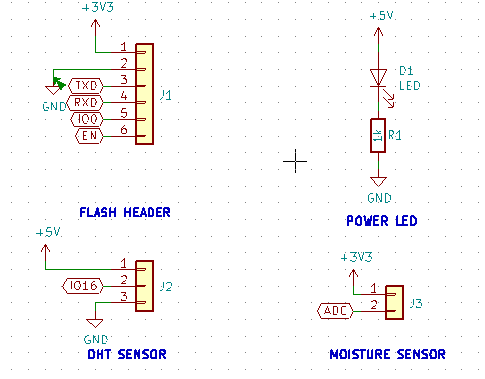 +3V3
1
2
TXD 3
RXD 4
IO0 5
EN 6
J1
GND
FLASH HEADER
+5V
D1
LED
1k R1
GND
POWER LED
+5V
1
IO16 2
3
J2
GND
DHT SENSOR
+3V3
1
ADC 2
J3
MOISTURE SENSOR